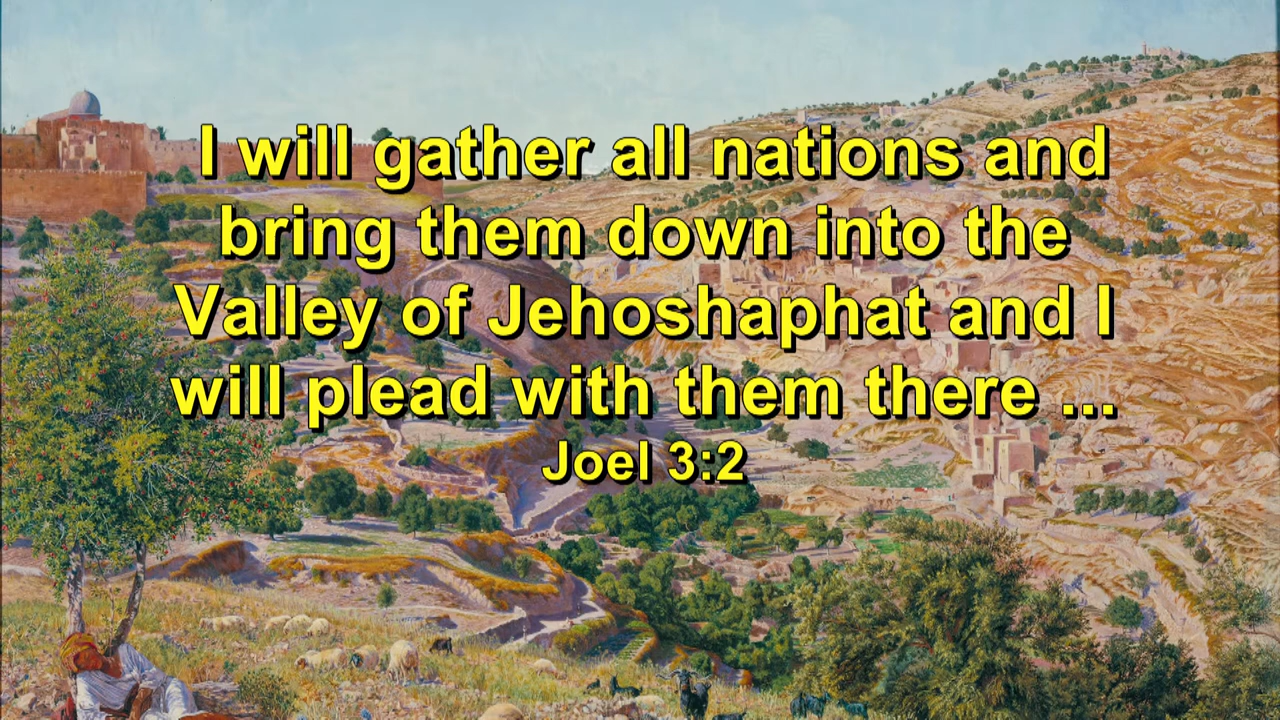 I will gather all nations and
bring them down into the
Valley of Jehoshaphat and I
will plead with them there ...
Joel 3:2